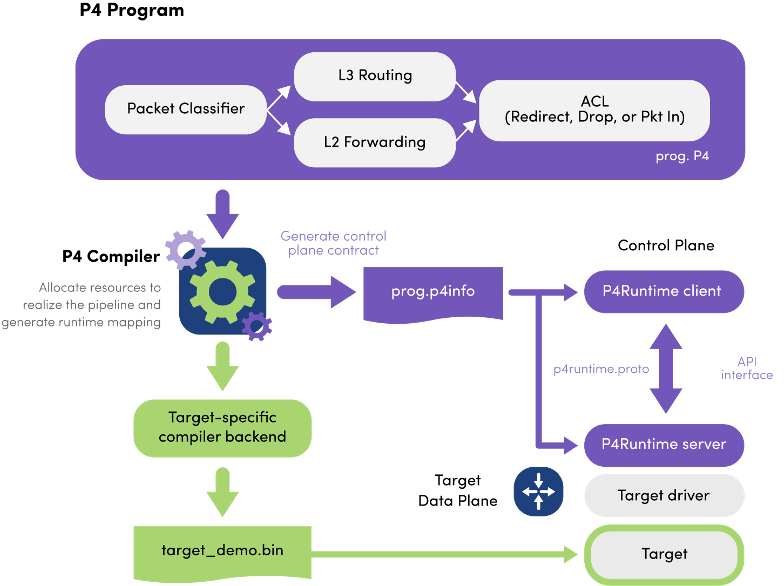 P4 Program
Packet Classifier
L3 Routing
L2 Forwarding
ACL
(Redirect, Drop, or Pkt In)
prog. P4
P4 Compiler
Allocate resources to
realize the pipeline and
generate runtime mapping
Generate control
plane contract
prog.p4info
Control Plane
P4Runtime client
p4runtime.proto
API
interface
P4Runtime server
Target-specific
compiler backend
Target
Data Plane
Target driver
target_demo.bin
Target